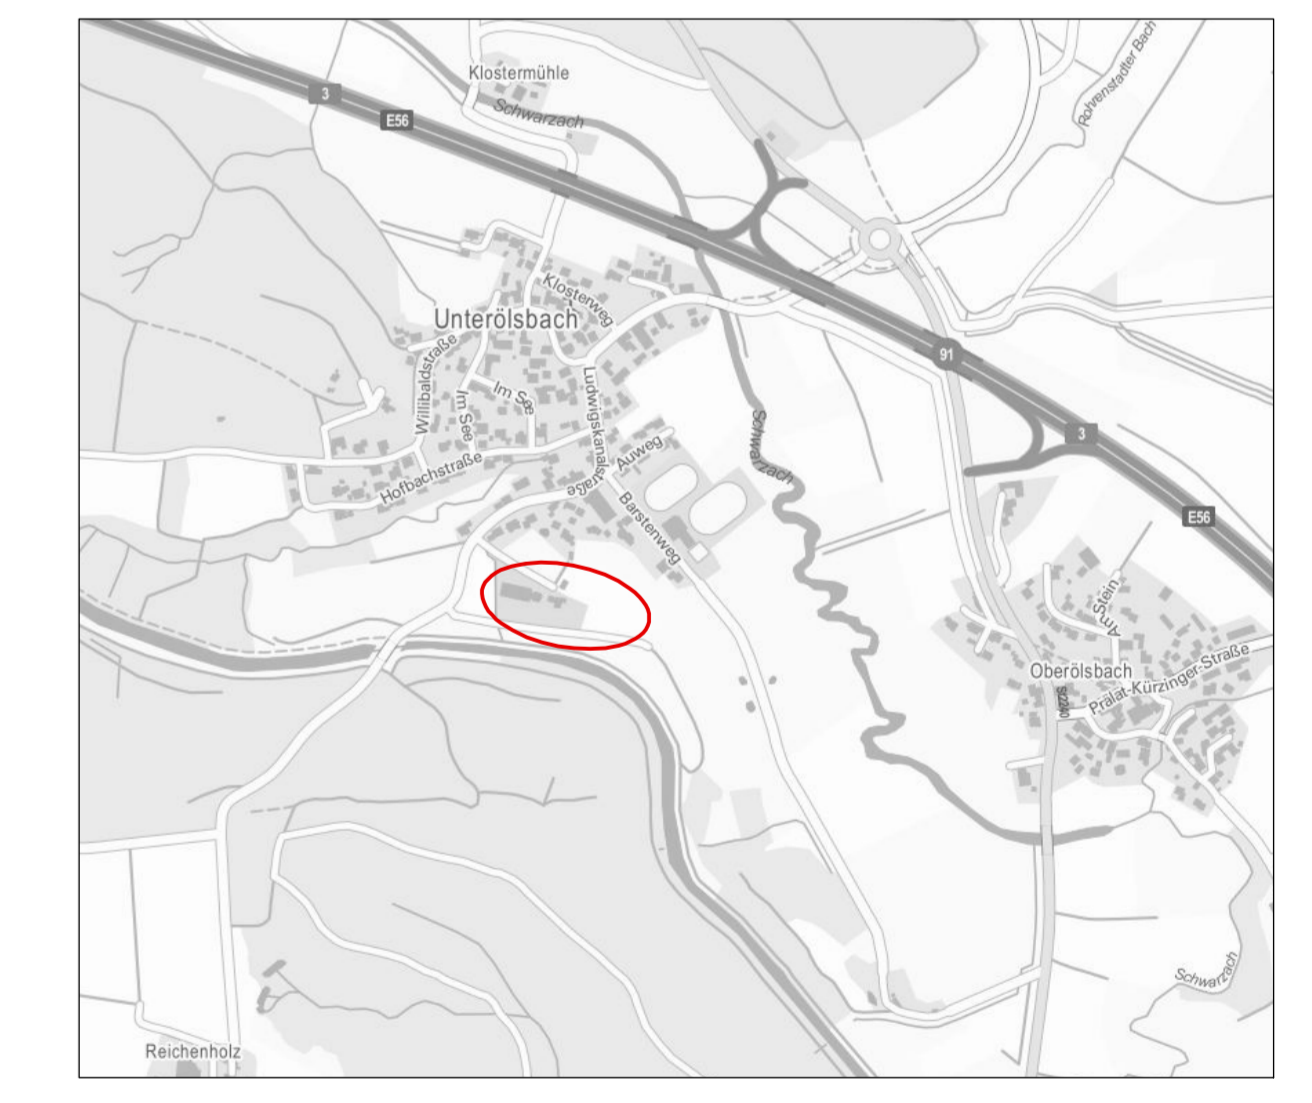 Klostermühle
Rohrenstadter Bach
3
Schwarzach
E56
Klosterweg
Unterölsbach
Willibaldstraße
91
Im See
Im See
Ludwigskanalstraße
Schwarzach
Auweg
3
Hofbachstraße
Barstenweg
E56
Am Stein
Oberölsbach
Prälat-Kürzinger-Straße
St2240
Schwarzach
Reichenholz